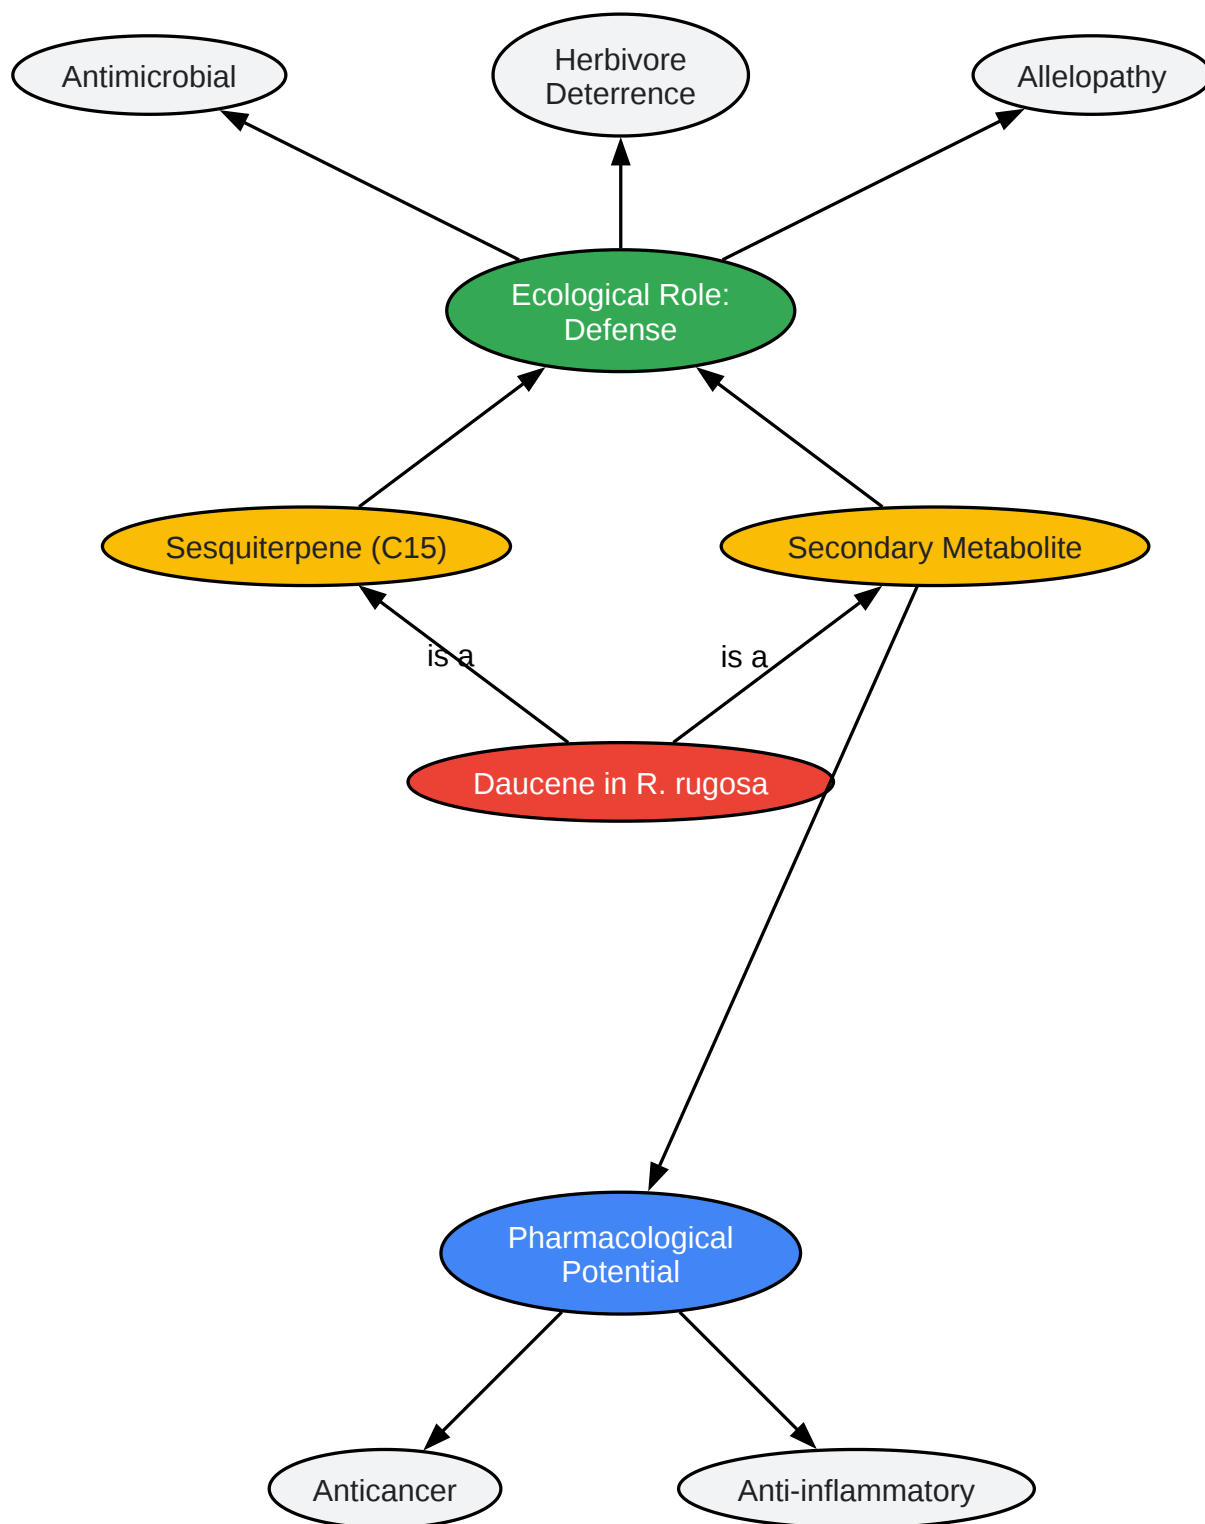 Antimicrobial
Herbivore
Deterrence
Allelopathy
Ecological Role:
Defense
Sesquiterpene (C15)
Secondary Metabolite
is a
is a
Daucene in R. rugosa
Pharmacological
Potential
Anticancer
Anti-inflammatory